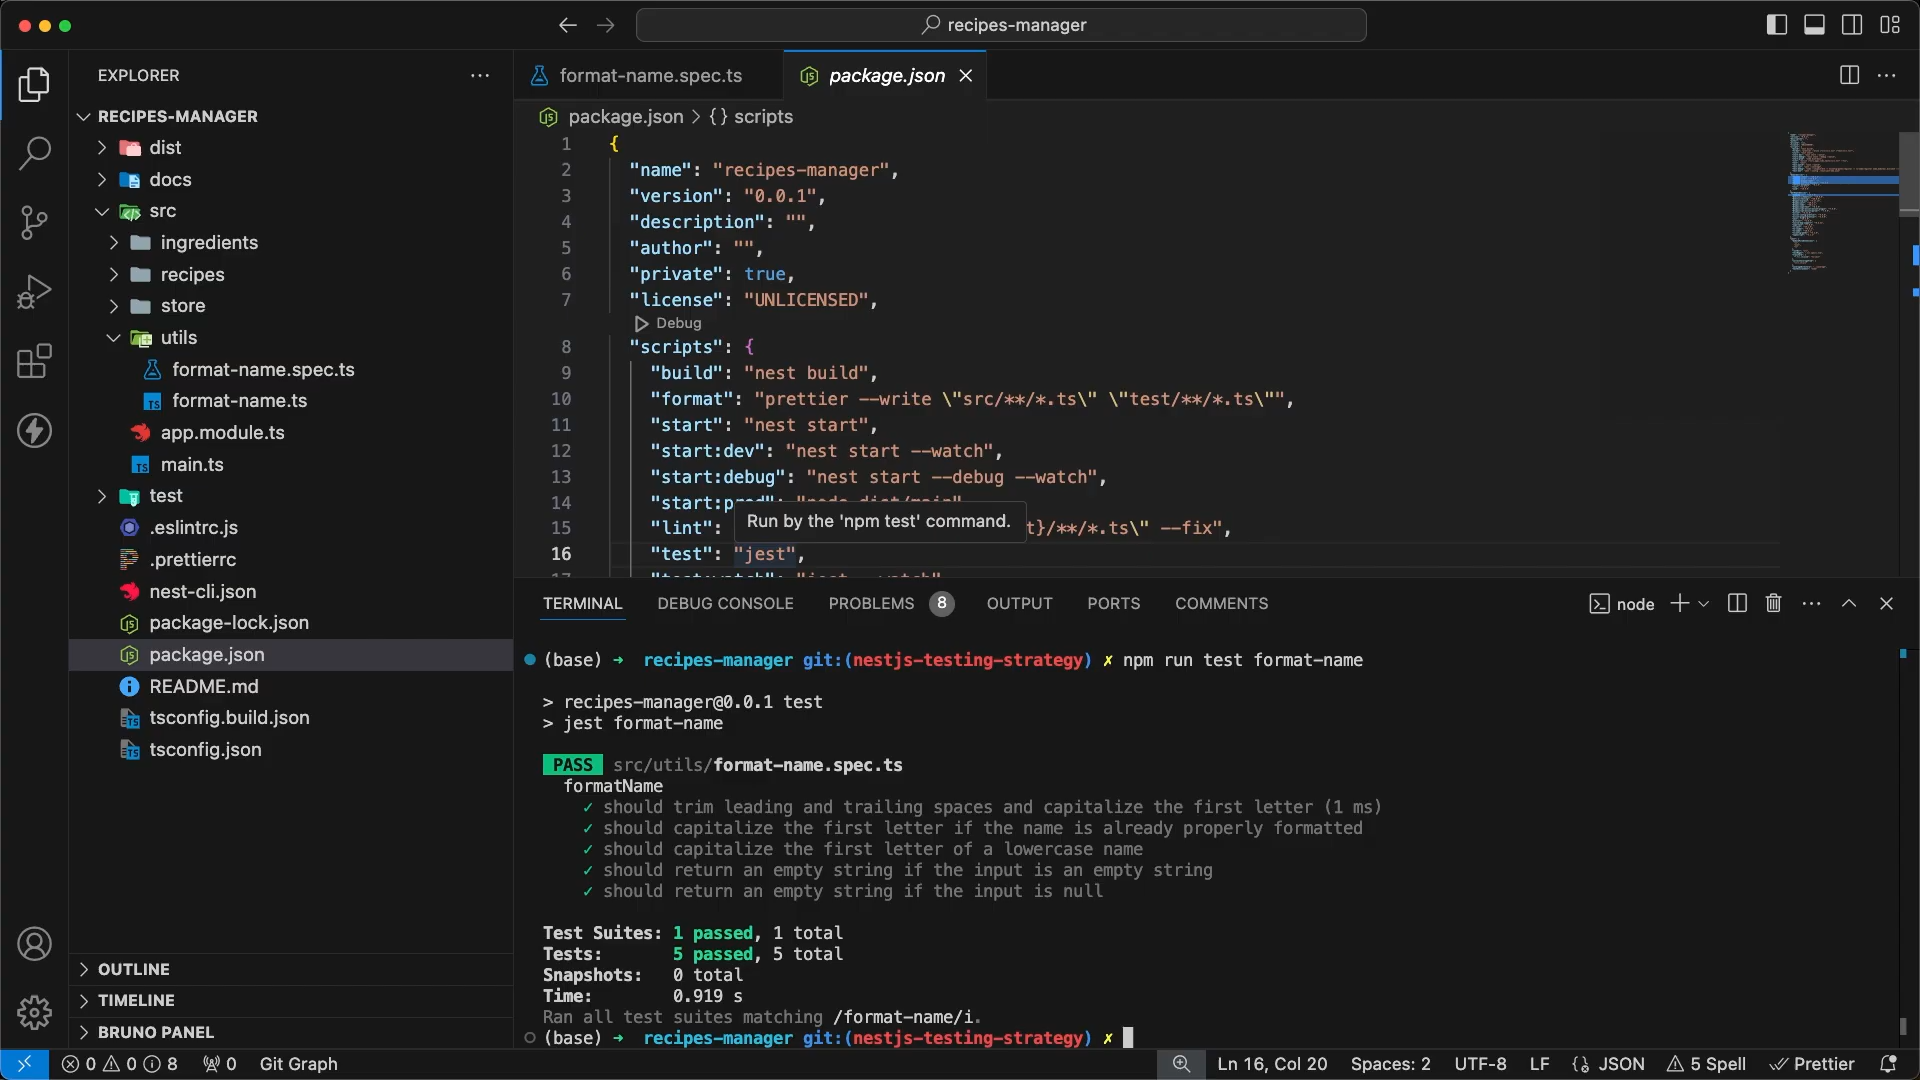 recipes-manager
EXPLORER
RECIPES-MANAGER
dist
docs
src
ingredients
recipes
store
utils
format-name.spec.ts
format-name.ts
app.module.ts
main.ts
test
.eslintrc.js
.prettierrc
nest-cli.json
package-lock.json
package.json
README.md
tsconfig.build.json
tsconfig.json
OUTLINE
TIMELINE
BRUNO PANEL
format-name.spec.ts
package.json
package.json > {} scripts
1 {
2 "name": "recipes-manager",
3 "version": "0.0.1",
4 "description": "",
5 "author": "",
6 "private": true,
7 "license": "UNLICENSED",
Debug
8 "scripts": {
9 "build": "nest build",
10 "format": "prettier --write \"src/**/*.ts\" \"test/**/*.ts\"",
11 "start": "nest start",
12 "start:dev": "nest start --watch",
13 "start:debug": "nest start --debug --watch",
14 "start:prod": "node dist/main",
Run by the 'npm test' command.
15 "lint": t}/**/*.ts\" --fix",
16 "test": "jest",
17 "test:watch": "jest --watch"
TERMINAL DEBUG CONSOLE PROBLEMS 8 OUTPUT PORTS COMMENTS
node
(base) ➜ recipes-manager git:(nestjs-testing-strategy) ✗ npm run test format-name
> recipes-manager@0.0.1 test
> jest format-name
PASS src/utils/format-name.spec.ts
formatName
✓ should trim leading and trailing spaces and capitalize the first letter (1 ms)
✓ should capitalize the first letter if the name is already properly formatted
✓ should capitalize the first letter of a lowercase name
✓ should return an empty string if the input is an empty string
✓ should return an empty string if the input is null
Test Suites: 1 passed, 1 total
Tests: 5 passed, 5 total
Snapshots: 0 total
Time: 0.919 s
Ran all test suites matching /format-name/i.
(base) ➜ recipes-manager git:(nestjs-testing-strategy) ✗
0 0 8 0 Git Graph
Ln 16, Col 20 Spaces: 2 UTF-8 LF {} JSON 5 Spell Prettier